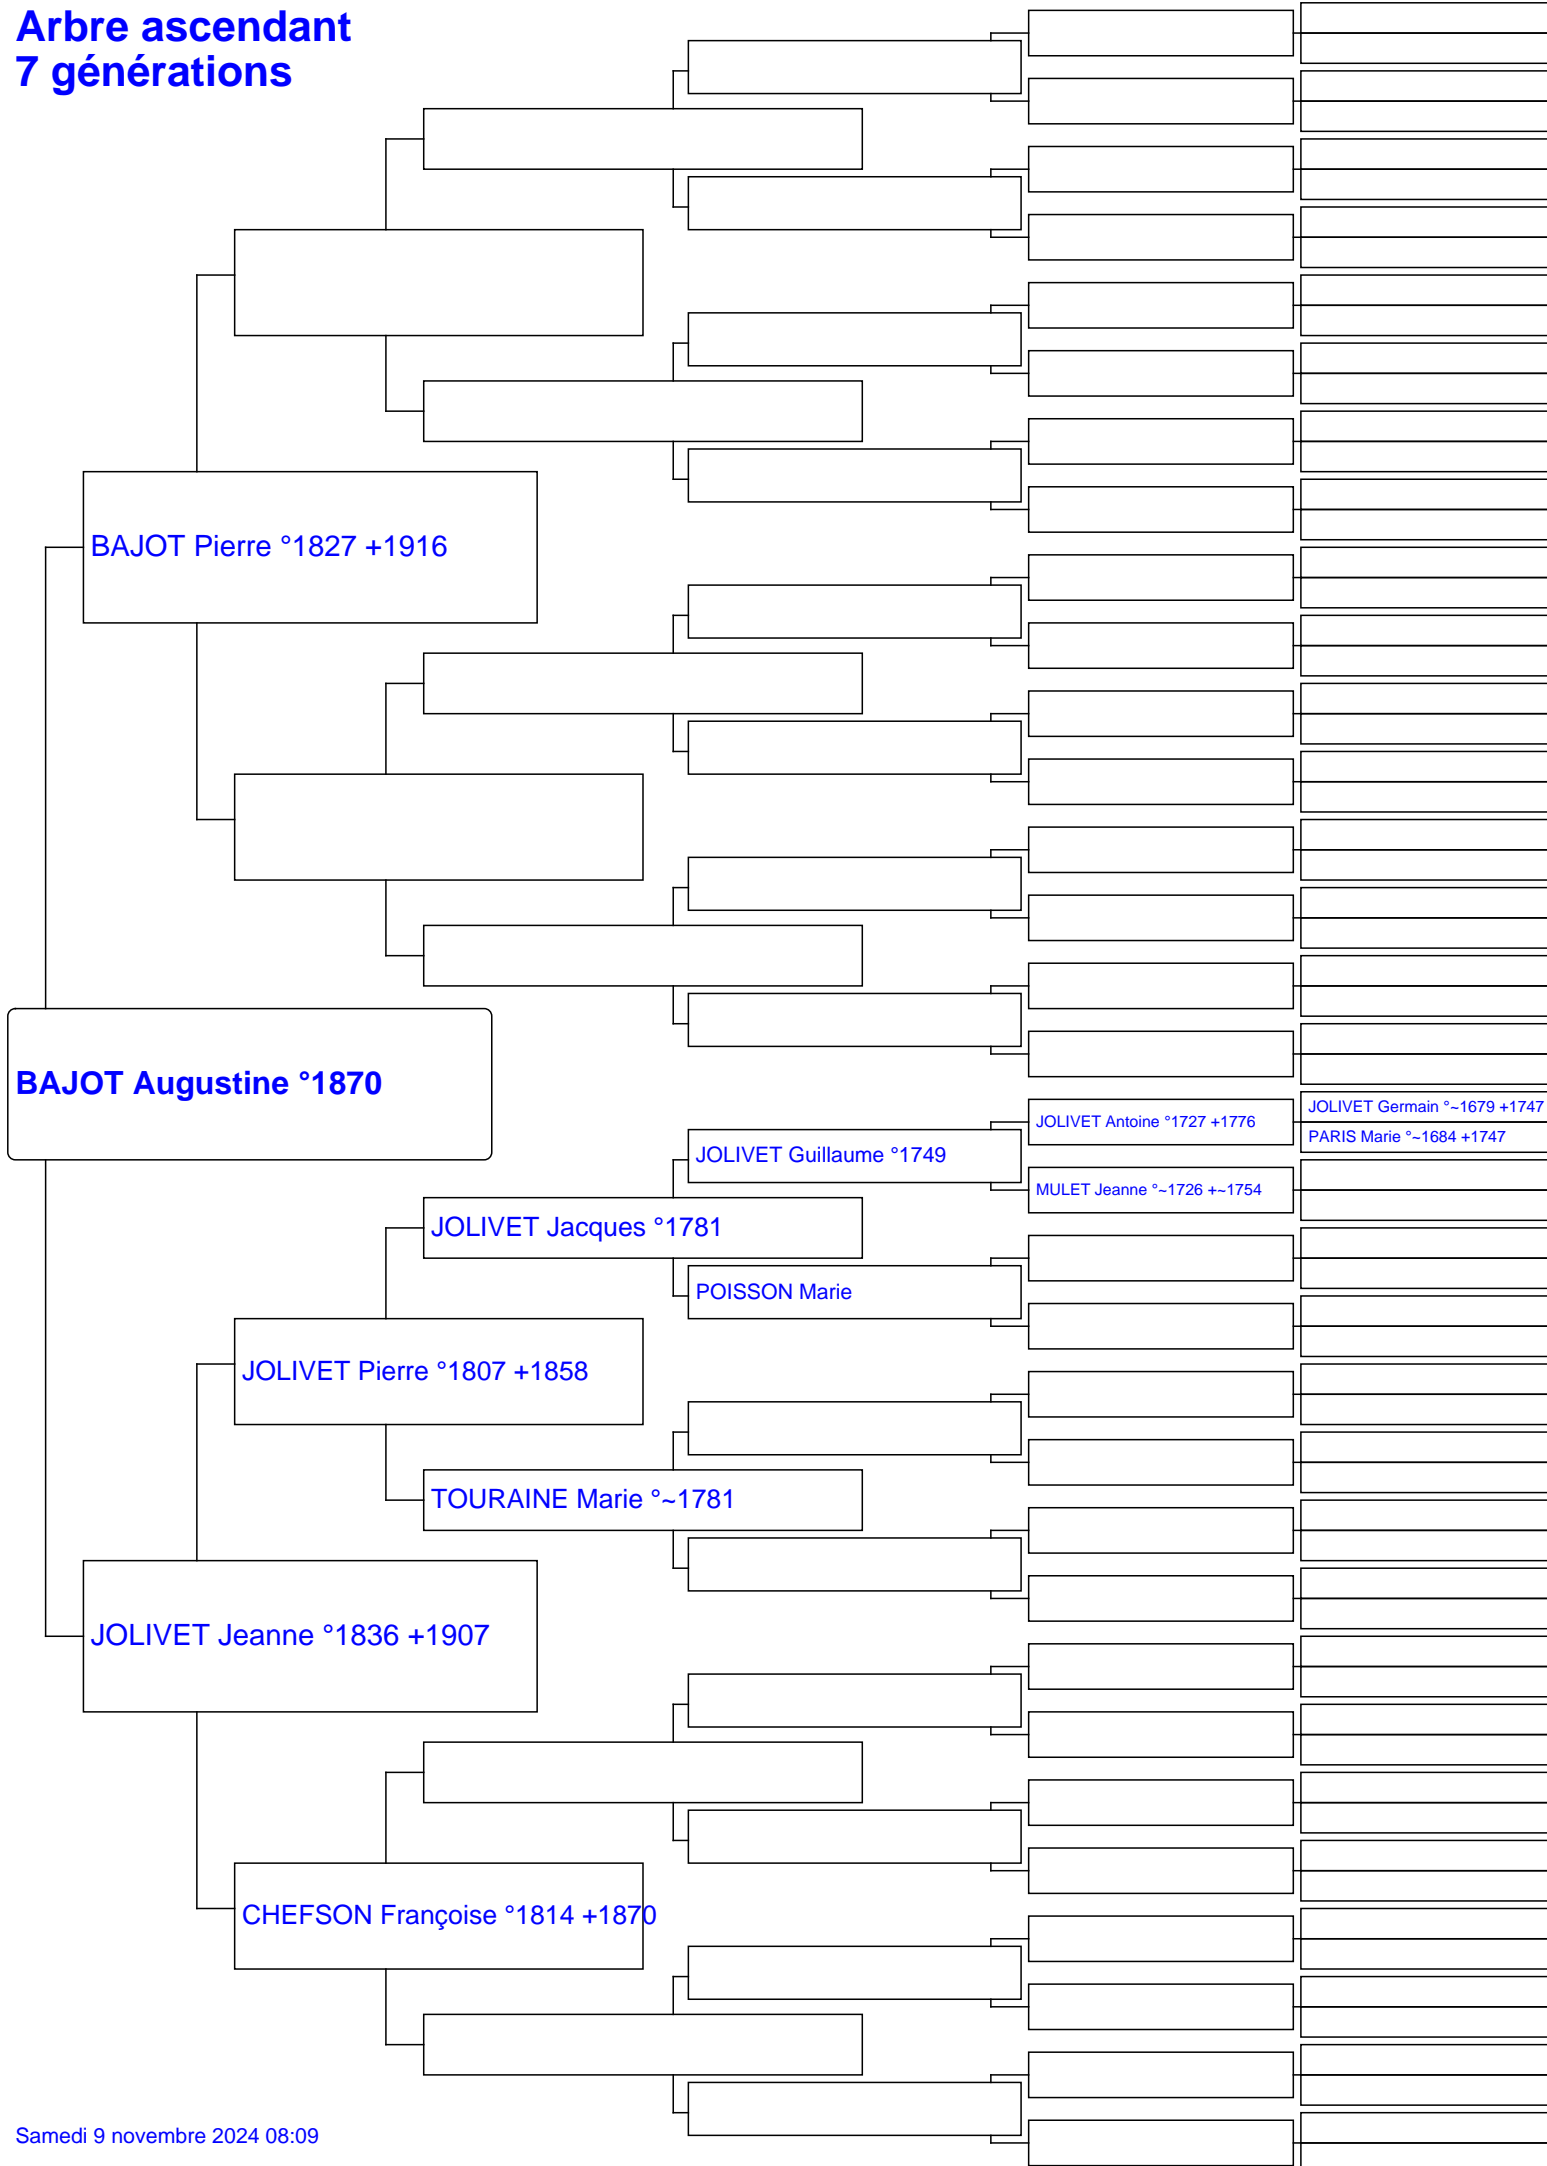 Arbre ascendant
7 générations
BAJOT Pierre °1827 +1916
BAJOT Augustine °1870
JOLIVET Germain °~1679 +1747
JOLIVET Antoine °1727 +1776
PARIS Marie °~1684 +1747
JOLIVET Guillaume °1749
MULET Jeanne °~1726 +~1754
JOLIVET Jacques °1781
POISSON Marie
JOLIVET Pierre °1807 +1858
TOURAINE Marie °~1781
JOLIVET Jeanne °1836 +1907
CHEFSON Françoise °1814 +1870
Samedi 9 novembre 2024 08:09